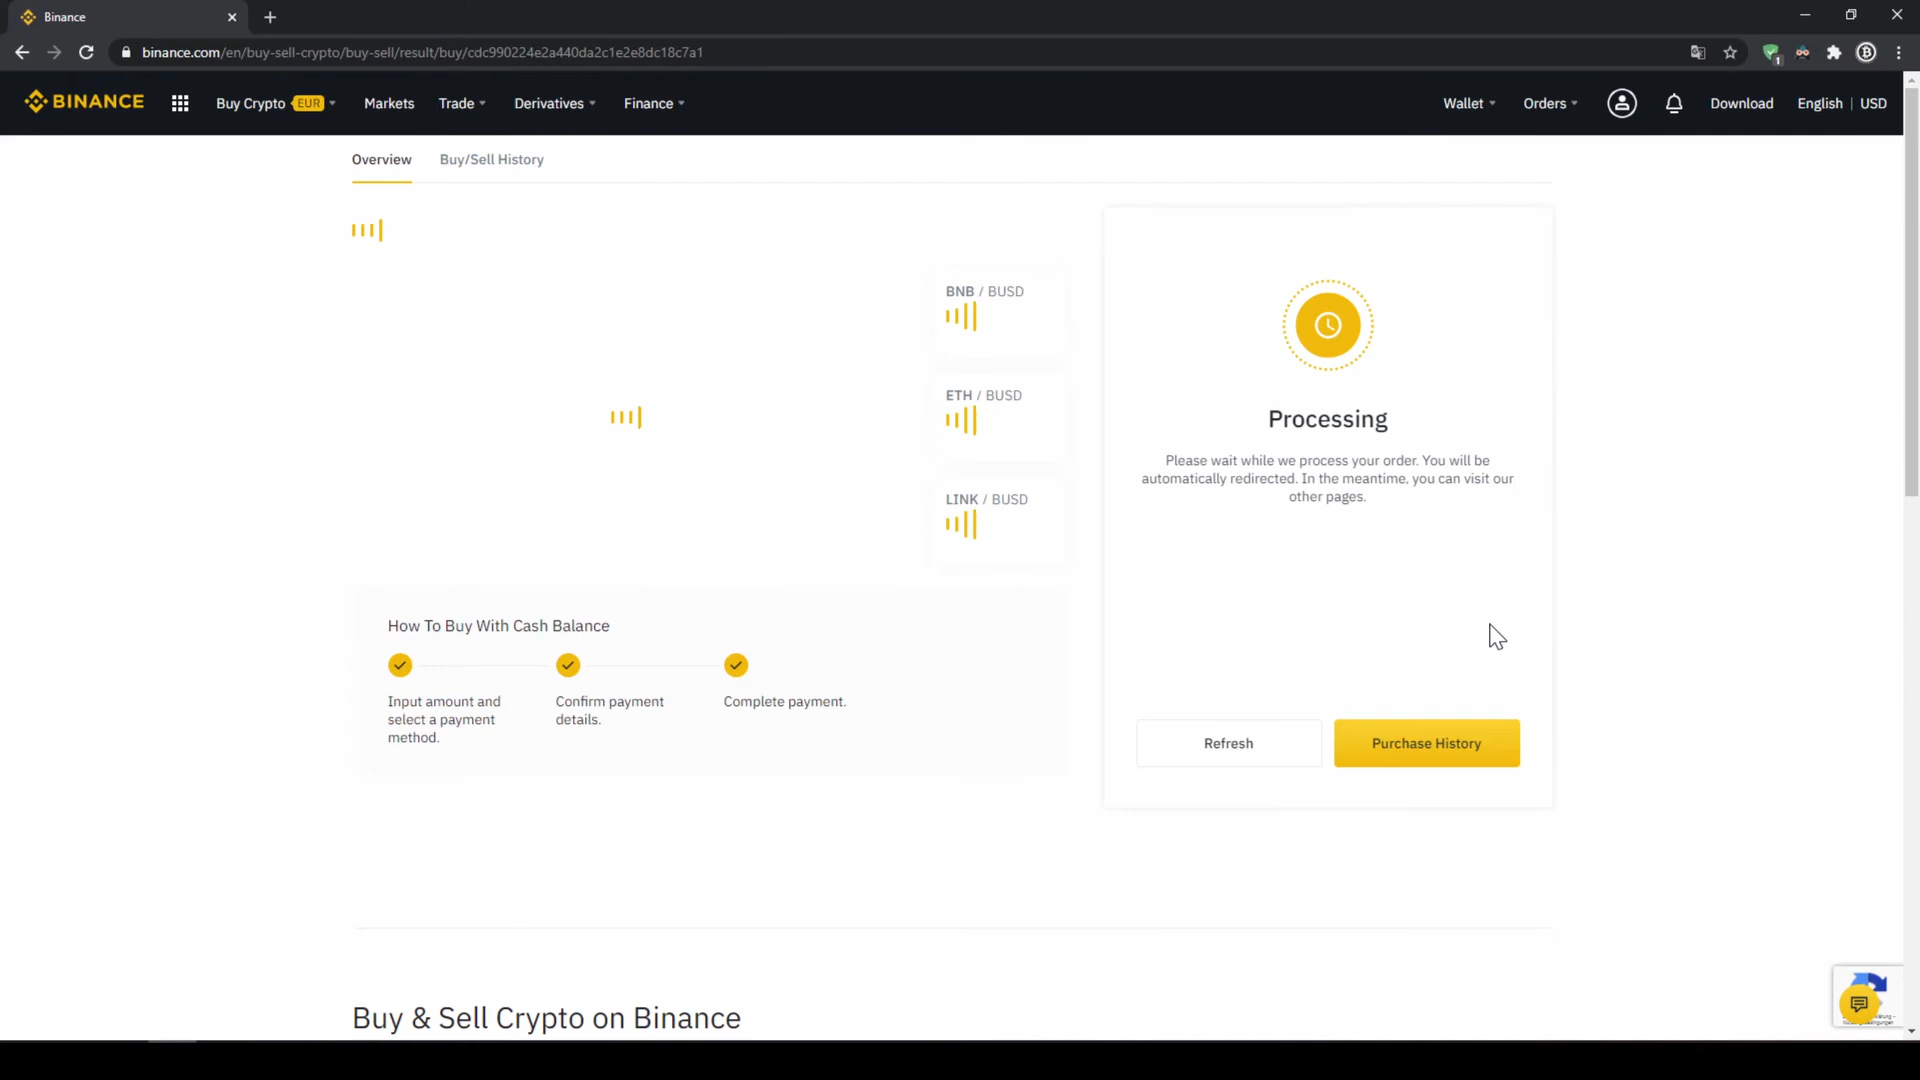 Binance
binance.com/en/buy-sell-crypto/buy-sell/result/buy/cdc990224e2a440da2c1e2e8dc18c7a1
1
BINANCE
Buy Crypto EUR
Markets
Trade
Derivatives
Finance
Wallet
Orders
Download
English | USD
Overview
Buy/Sell History
BNB / BUSD
ETH / BUSD
LINK / BUSD
Processing
Please wait while we process your order. You will be
automatically redirected. In the meantime, you can visit our
other pages.
Refresh
Purchase History
How To Buy With Cash Balance
Input amount and
select a payment
method.
Confirm payment
details.
Complete payment.
Buy & Sell Crypto on Binance